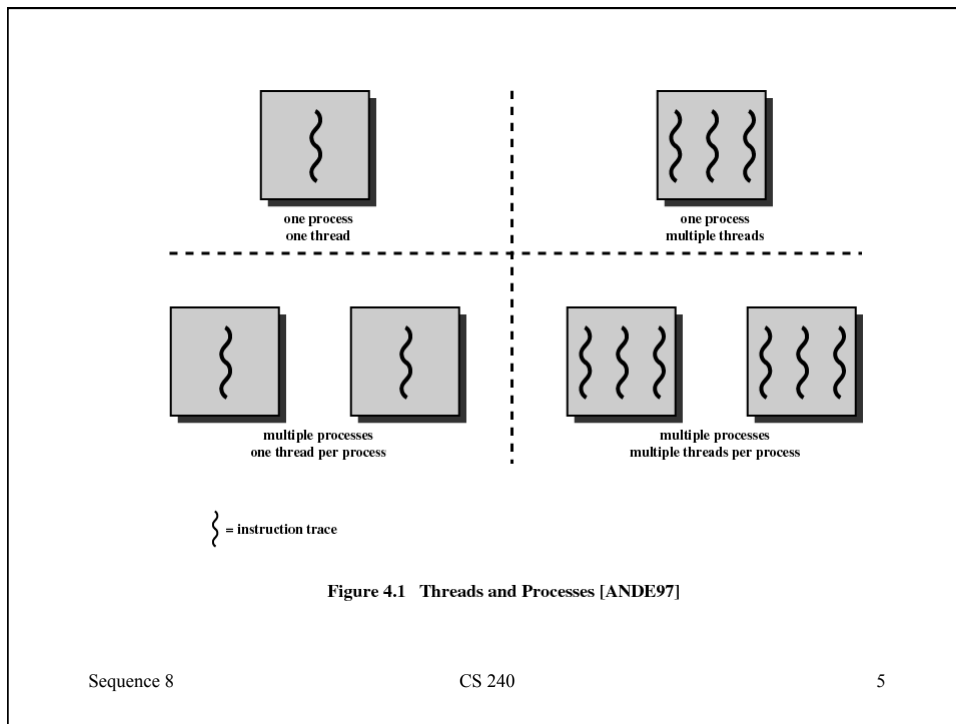 one process
one thread
one process
multiple threads
multiple processes
one thread per process
multiple processes
multiple threads per process
= instruction trace
Figure 4.1 Threads and Processes [ANDE97]
Sequence 8
CS 240
5